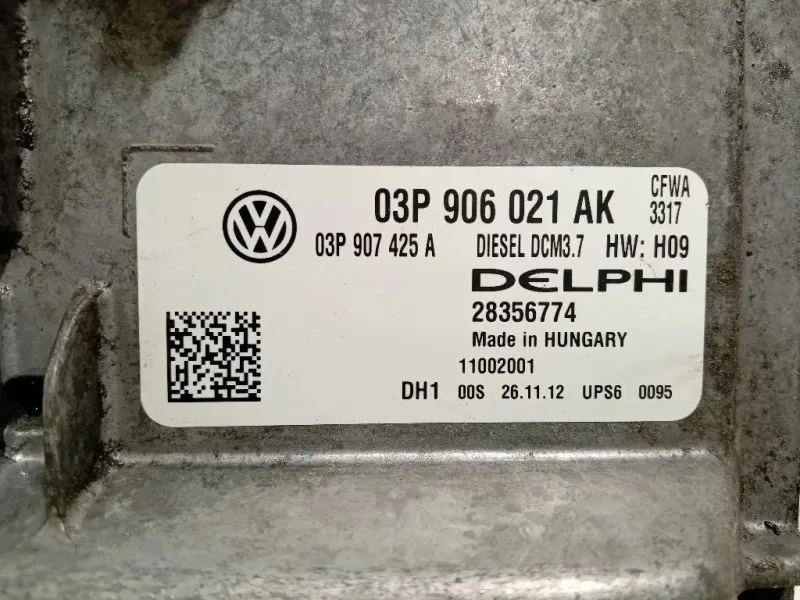 03P 906 021 AK CFWA
3317
03P 907 425 A DIESEL DCM3.7 HW: H09
DELPHI
28356774
Made in HUNGARY
11002001
DH1 00S 26.11.12 UPS6 0095